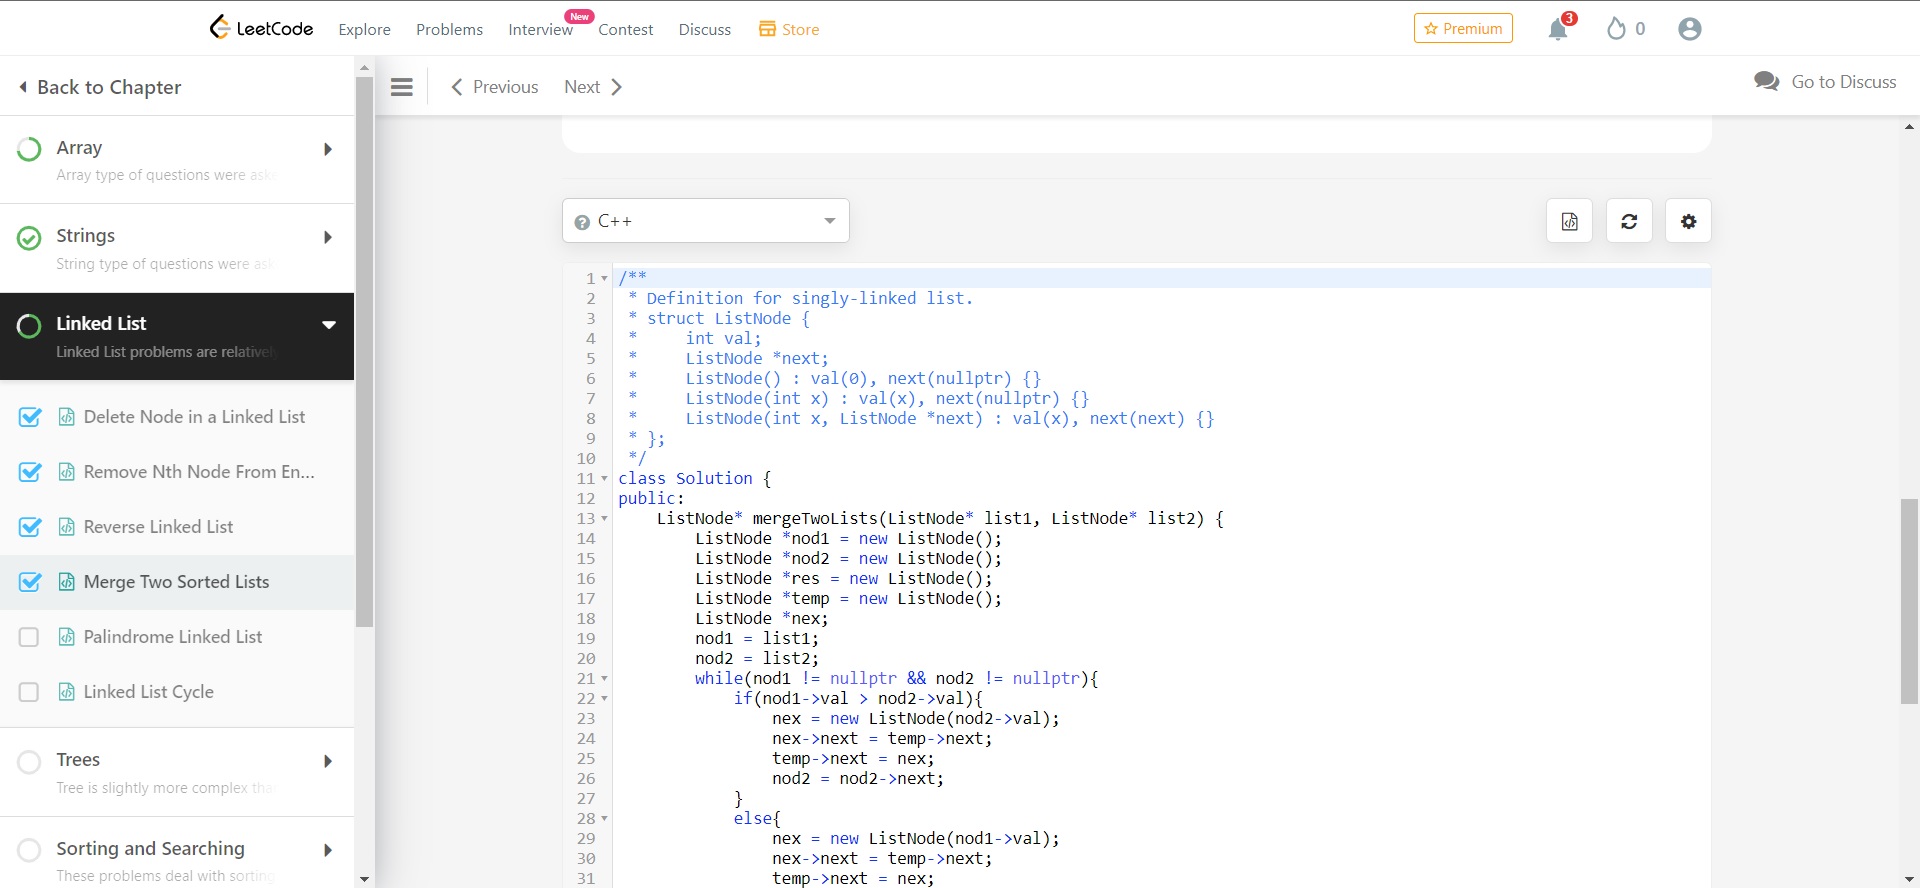 LeetCode
Explore
Problems
Interview
New
Contest
Discuss
Store
Premium
3
0
Back to Chapter
Previous
Next
Go to Discuss
Array
Array type of questions were aske
Strings
String type of questions were ask
Linked List
Linked List problems are relatively
Delete Node in a Linked List
Remove Nth Node From En...
Reverse Linked List
Merge Two Sorted Lists
Palindrome Linked List
Linked List Cycle
Trees
Tree is slightly more complex tha
Sorting and Searching
These problems deal with sorting
C++
1 /**
2  * Definition for singly-linked list.
3  * struct ListNode {
4  *     int val;
5  *     ListNode *next;
6  *     ListNode() : val(0), next(nullptr) {}
7  *     ListNode(int x) : val(x), next(nullptr) {}
8  *     ListNode(int x, ListNode *next) : val(x), next(next) {}
9  * };
10  */
11 class Solution {
12 public:
13     ListNode* mergeTwoLists(ListNode* list1, ListNode* list2) {
14         ListNode *nod1 = new ListNode();
15         ListNode *nod2 = new ListNode();
16         ListNode *res = new ListNode();
17         ListNode *temp = new ListNode();
18         ListNode *nex;
19         nod1 = list1;
20         nod2 = list2;
21         while(nod1 != nullptr && nod2 != nullptr){
22             if(nod1->val > nod2->val){
23                 nex = new ListNode(nod2->val);
24                 nex->next = temp->next;
25                 temp->next = nex;
26                 nod2 = nod2->next;
27             }
28             else{
29                 nex = new ListNode(nod1->val);
30                 nex->next = temp->next;
31                 temp->next = nex;